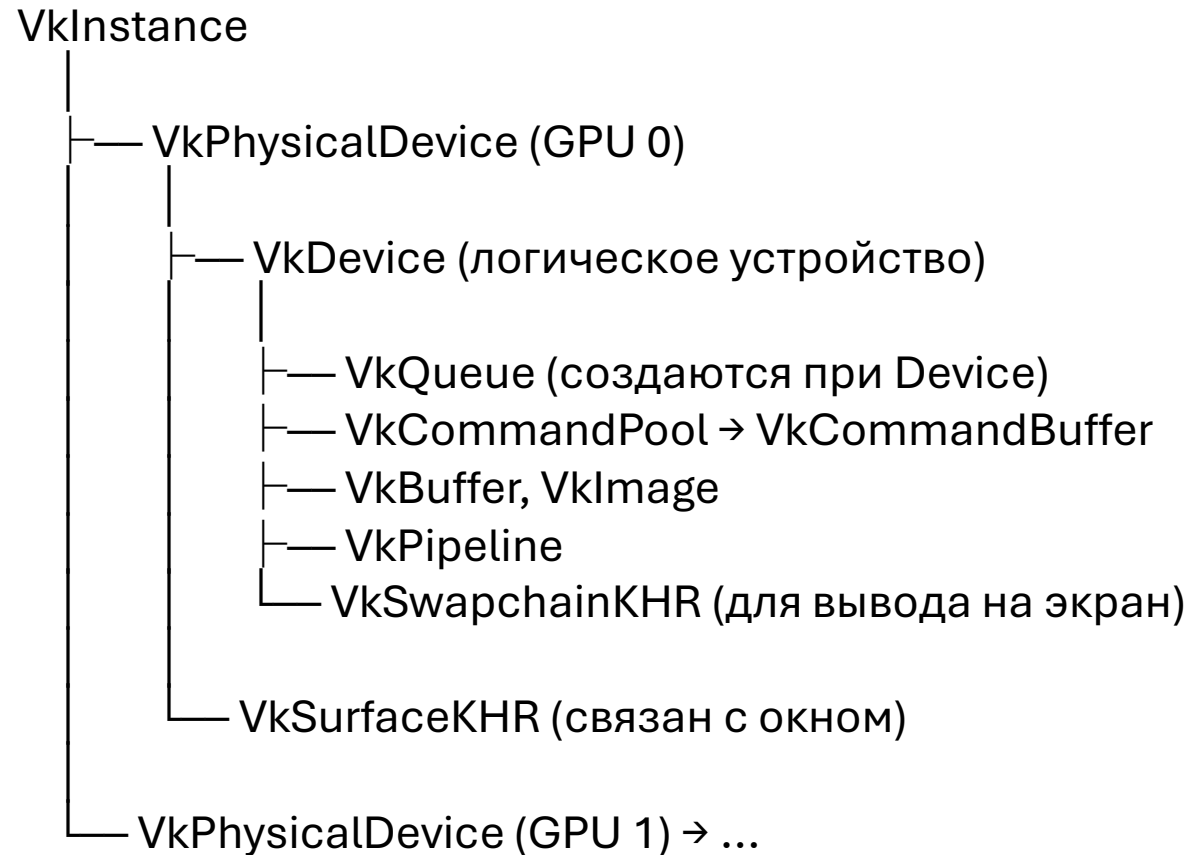 VkInstance
VkPhysicalDevice (GPU 0)
VkDevice (логическое устройство)
VkQueue (создаются при Device)
VkCommandPool → VkCommandBuffer
VkBuffer, VkImage
VkPipeline
VkSwapchainKHR (для вывода на экран)
VkSurfaceKHR (связан с окном)
VkPhysicalDevice (GPU 1) → ...